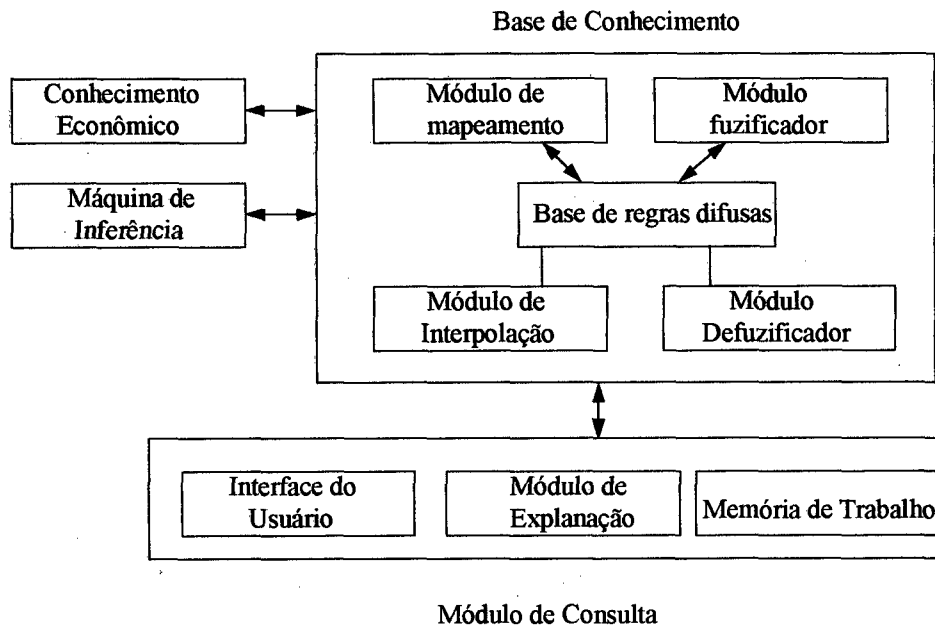 Base de Conhecimento
Conhecimento
Econômico
Módulo de
mapeamento
Módulo
fuzificador
Máquina de
Inferência
Base de regras difusas
Módulo de
Interpolação
Módulo
Defuzificador
Interface do
Usuário
Módulo de
Explanação
Memória de Trabalho
Módulo de Consulta